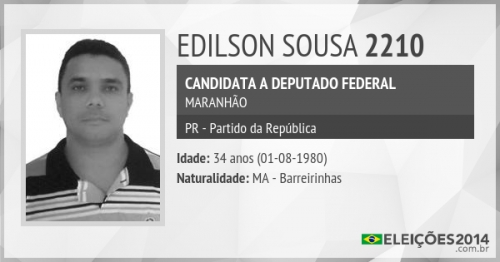 EDILSON SOUSA 2210
CANDIDATA A DEPUTADO FEDERAL
MARANHÃO
PR - Partido da República
Idade: 34 anos (01-08-1980)
Naturalidade: MA - Barreirinhas
ELEIÇÕES2014
.com.br